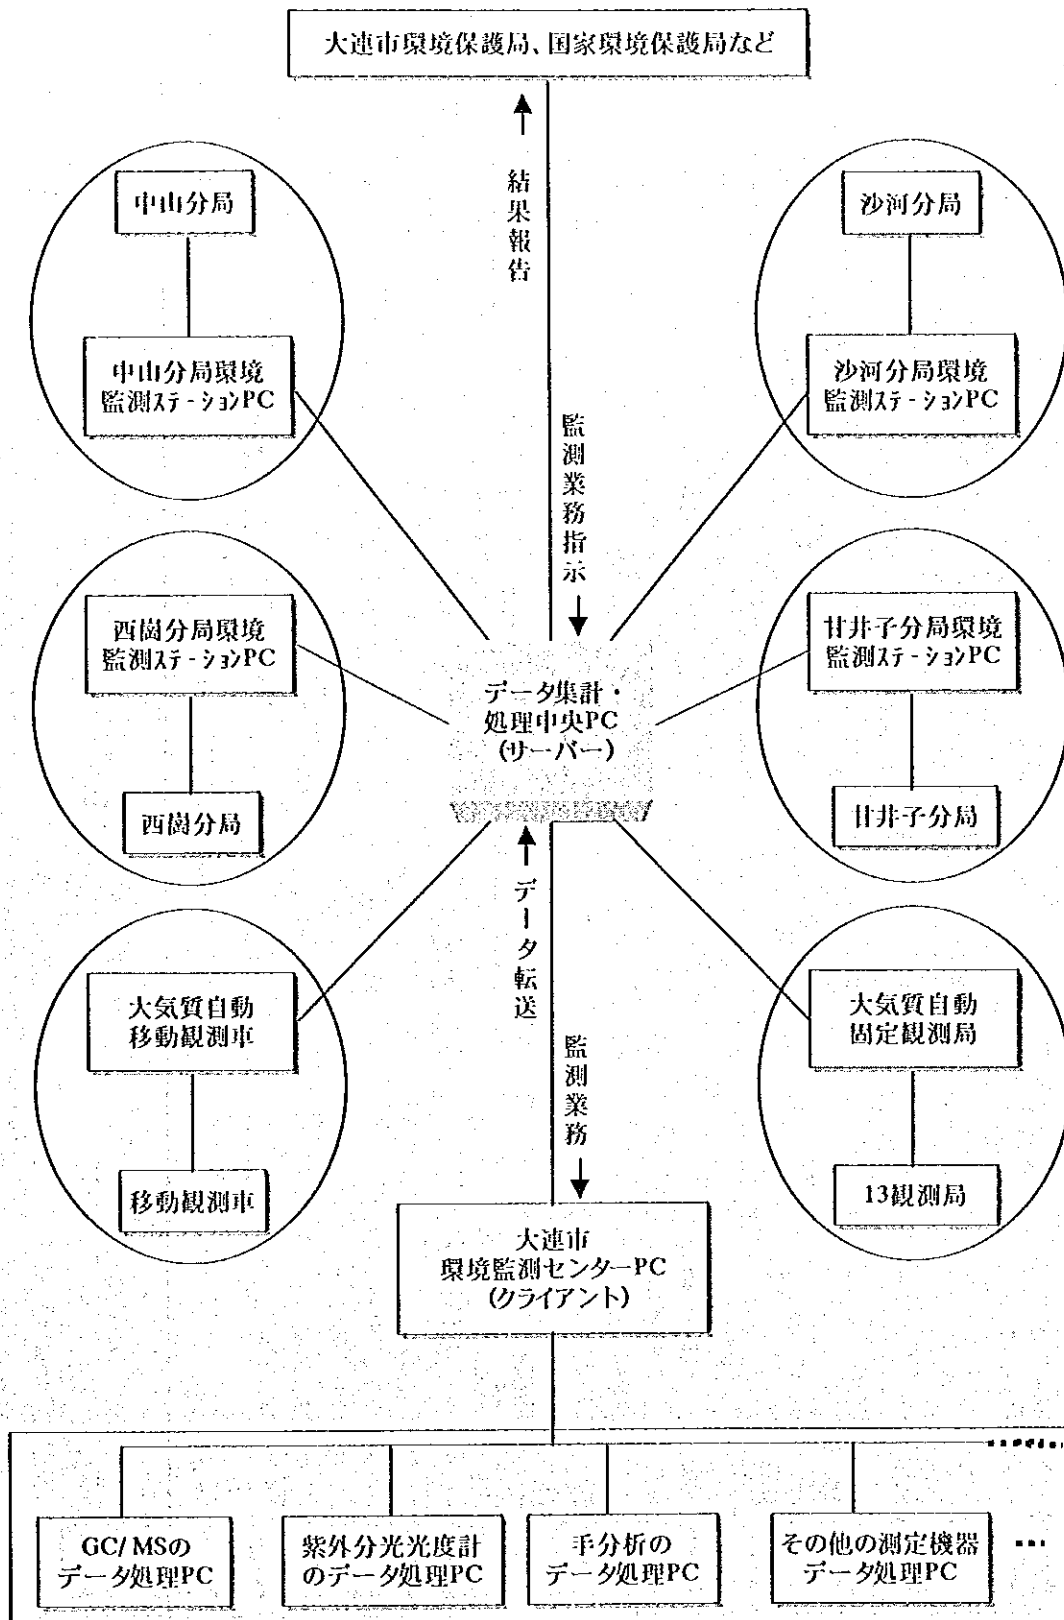 大連市環境保護局、国家環境保護局など
結果報告
中山分局
沙河分局
中山分局環境
監測ステーションPC
沙河分局環境
監測ステーションPC
監測業務指示
西崗分局環境
監測ステーションPC
甘井子分局環境
監測ステーションPC
データ集計・
処理中央PC
(サーバー)
西崗分局
甘井子分局
データ転送
大気質自動
移動観測車
大気質自動
固定観測局
監測業務
移動観測車
13観測局
大連市
環境監測センターPC
(クライアント)
GC/MSの
データ処理PC
紫外分光光度計
のデータ処理PC
手分析の
データ処理PC
その他の測定機器
データ処理PC
…